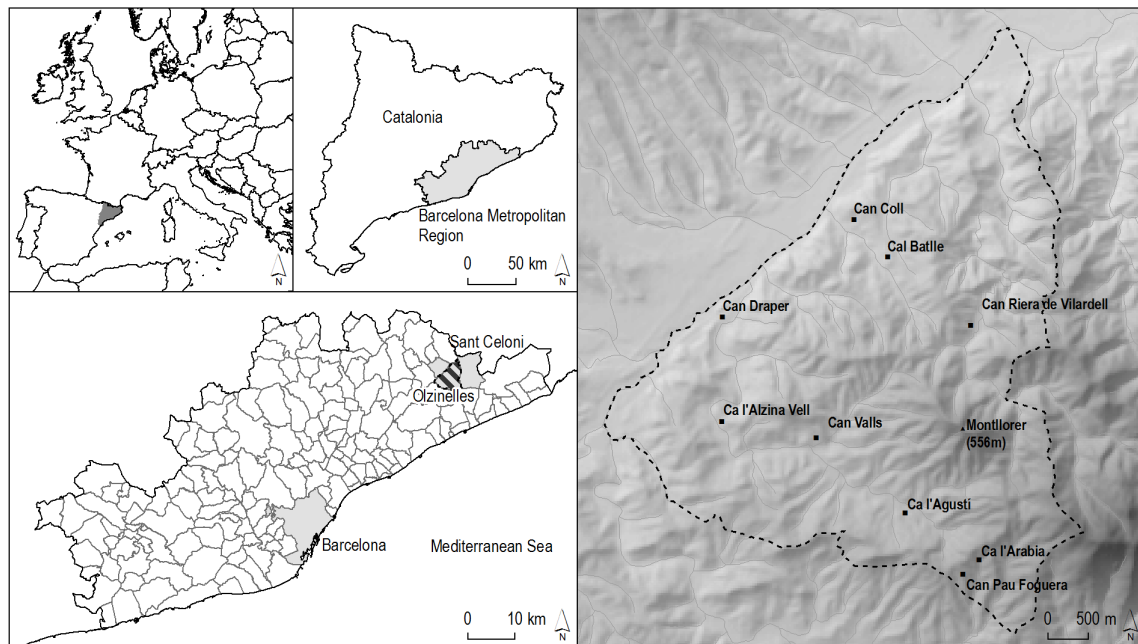 N
Catalonia
Barcelona Metropolitan
Region
0 50 km
N
Sant Celoni
Olzinelles
Barcelona
Mediterranean Sea
0 10 km
N
Can Coll
Cal Batlle
Can Riera de Vilardell
Can Draper
Ca l'Alzina Vell
Can Valls
Montllorer
(556m)
Ca l'Agustí
Ca l'Arabia
Can Pau Foguera
0 500 m
N